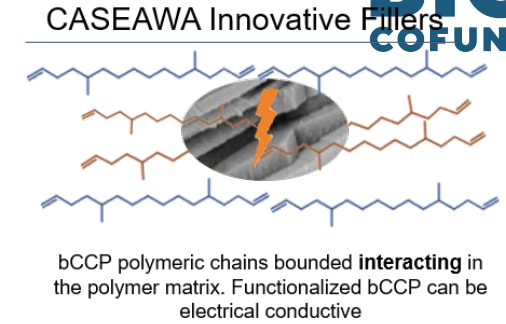 CASEAWA Innovative Fillers
COFUN
bCCP polymeric chains bounded interacting in
the polymer matrix. Functionalized bCCP can be
electrical conductive